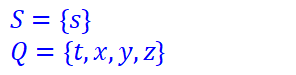 S = {s}
Q = {t, x, y, z}